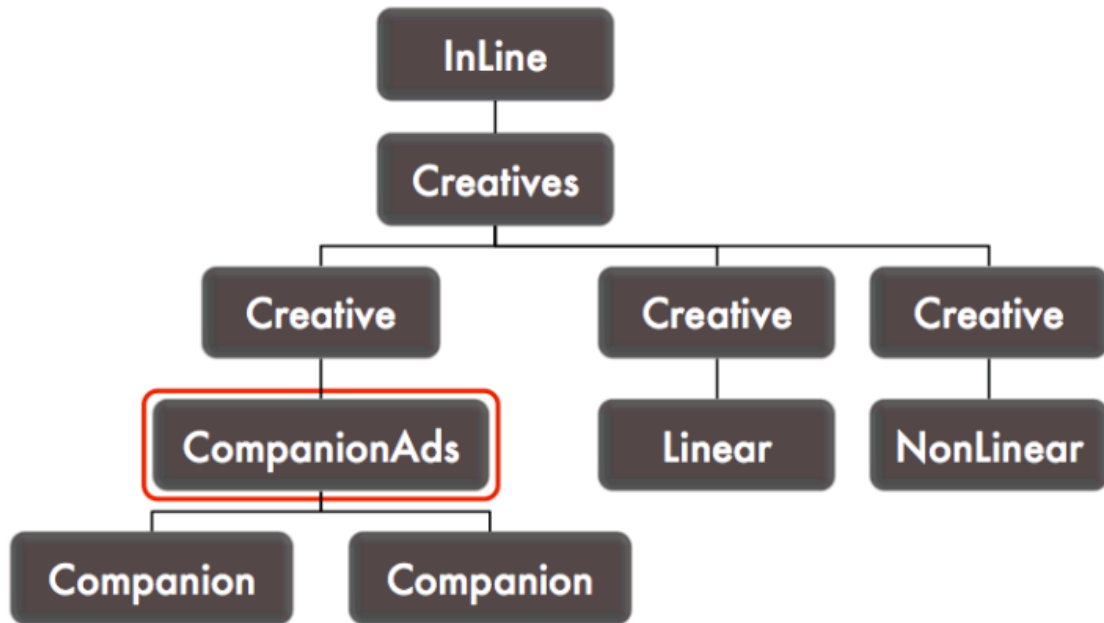 InLine
Creatives
Creative
Creative
Creative
CompanionAds
Linear
NonLinear
Companion
Companion